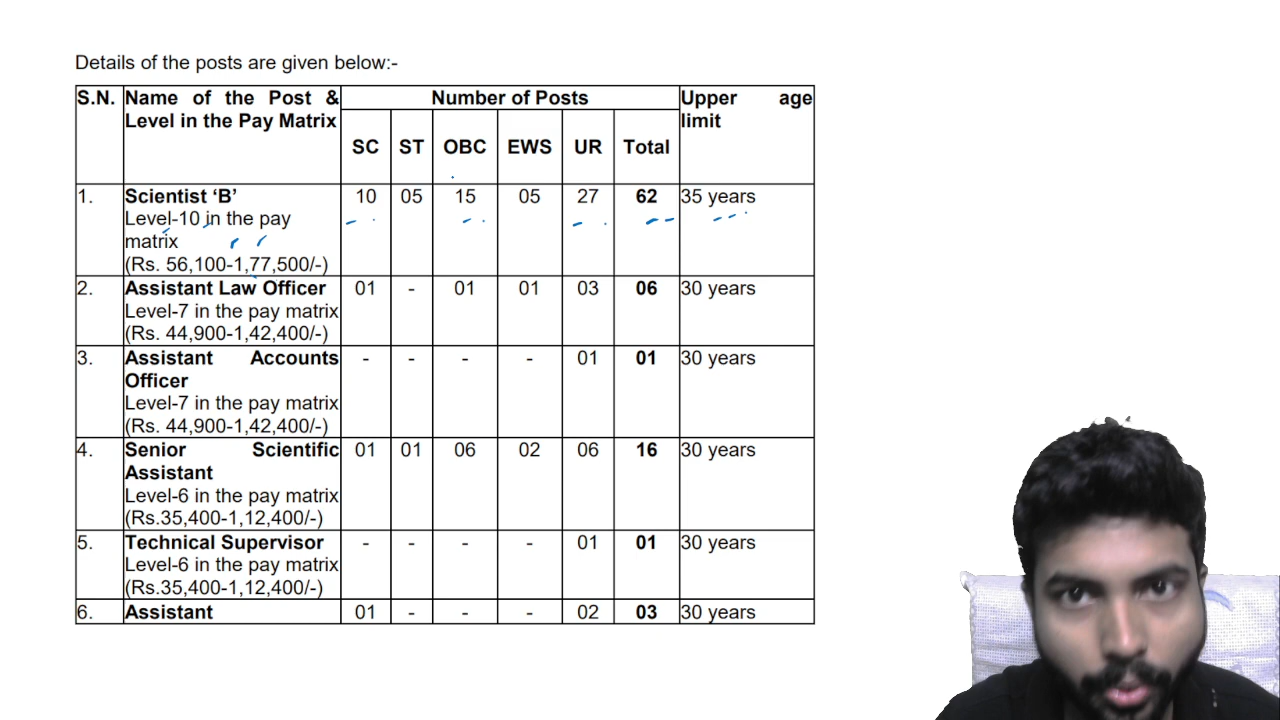 Details of the posts are given below:-
S.N. Name of the Post & Number of Posts Upper age
Level in the Pay Matrix limit
SC ST OBC EWS UR Total
1. Scientist ‘B’ 10 05 15 05 27 62 35 years
Level-10 in the pay
matrix
(Rs. 56,100-1,77,500/-)
2. Assistant Law Officer 01 - 01 01 03 06 30 years
Level-7 in the pay matrix
(Rs. 44,900-1,42,400/-)
3. Assistant Accounts - - - - 01 01 30 years
Officer
Level-7 in the pay matrix
(Rs. 44,900-1,42,400/-)
4. Senior Scientific 01 01 06 02 06 16 30 years
Assistant
Level-6 in the pay matrix
(Rs.35,400-1,12,400/-)
5. Technical Supervisor - - - - 01 01 30 years
Level-6 in the pay matrix
(Rs.35,400-1,12,400/-)
6. Assistant 01 - - - 02 03 30 years